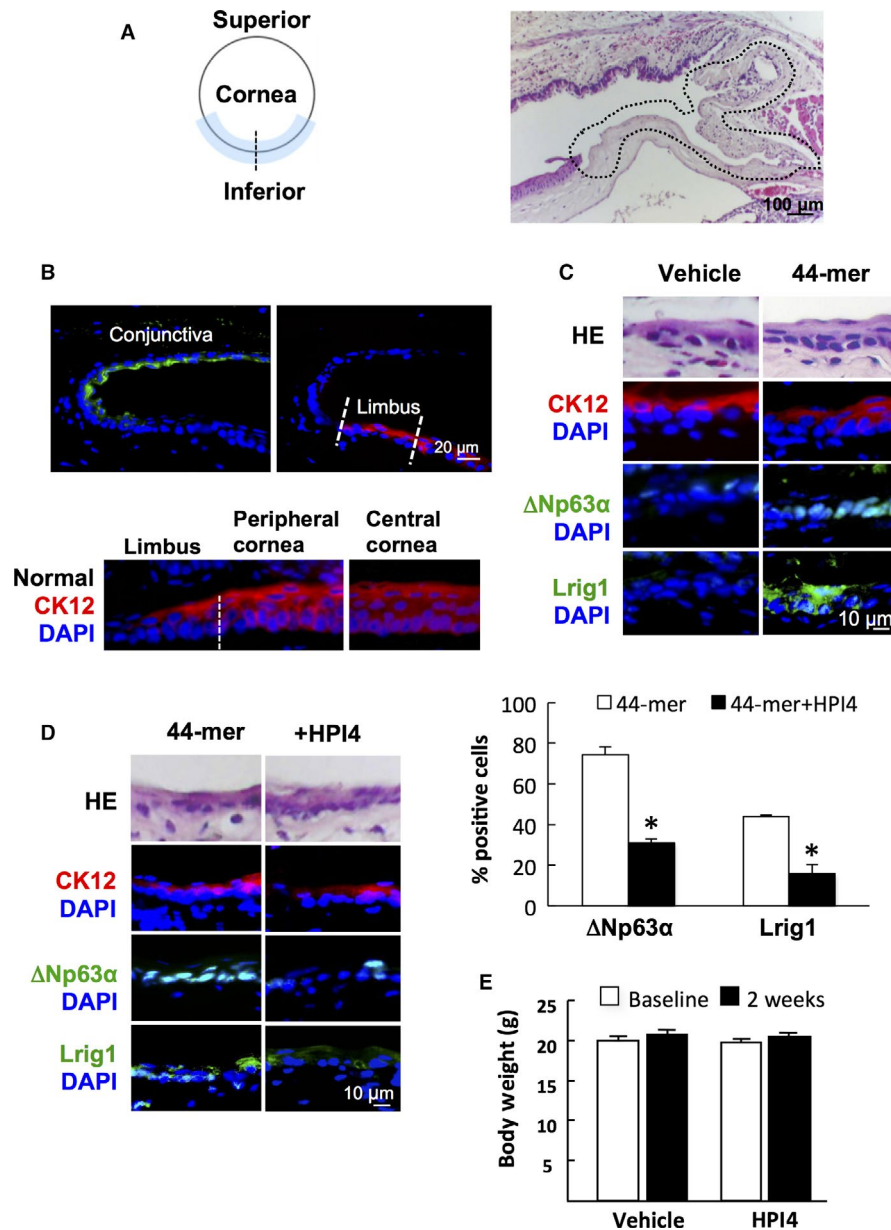 A
Superior
Cornea
Inferior
100 µm
B
Conjunctiva
Limbus
20 µm
Limbus
Peripheral cornea
Central cornea
Normal
CK12
DAPI
C
Vehicle
44-mer
HE
CK12
DAPI
ΔNp63α
DAPI
Lrig1
DAPI
10 µm
D
44-mer
+HPI4
HE
CK12
DAPI
ΔNp63α
DAPI
Lrig1
DAPI
10 µm
% positive cells
100
80
60
40
20
0
44-mer
44-mer+HPI4
*
*
ΔNp63α
Lrig1
E
Body weight (g)
25
20
15
10
5
Baseline
2 weeks
Vehicle
HPI4